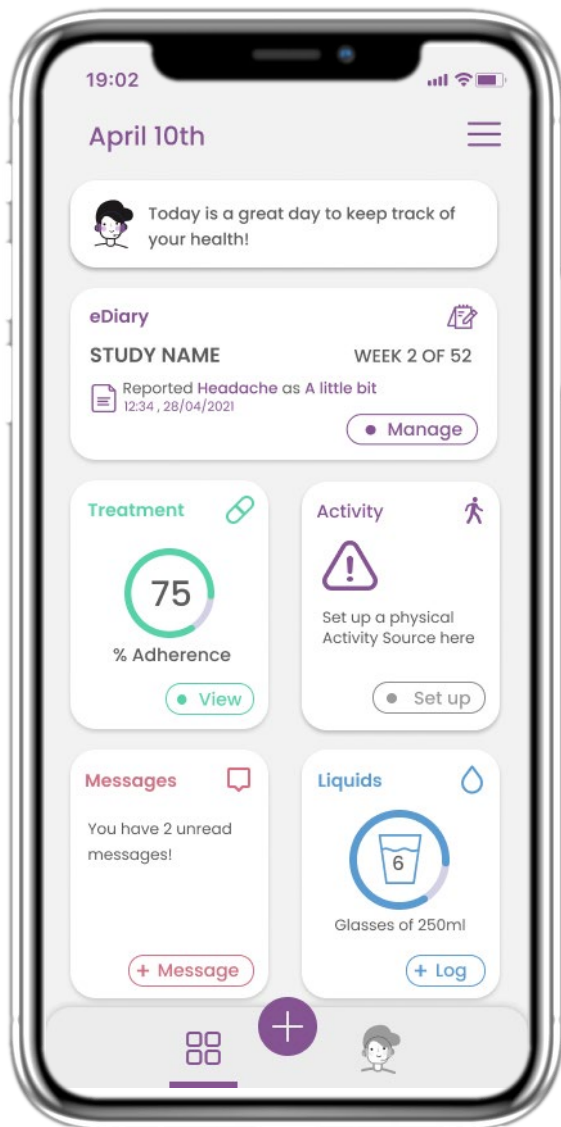 19:02
April 10th
Today is a great day to keep track of
your health!
eDiary
STUDY NAME
WEEK 2 OF 52
Reported Headache as A little bit
12:34 , 28/04/2021
Manage
Treatment
75
% Adherence
View
Activity
Set up a physical
Activity Source here
Set up
Messages
You have 2 unread
messages!
+ Message
Liquids
6
Glasses of 250ml
+ Log